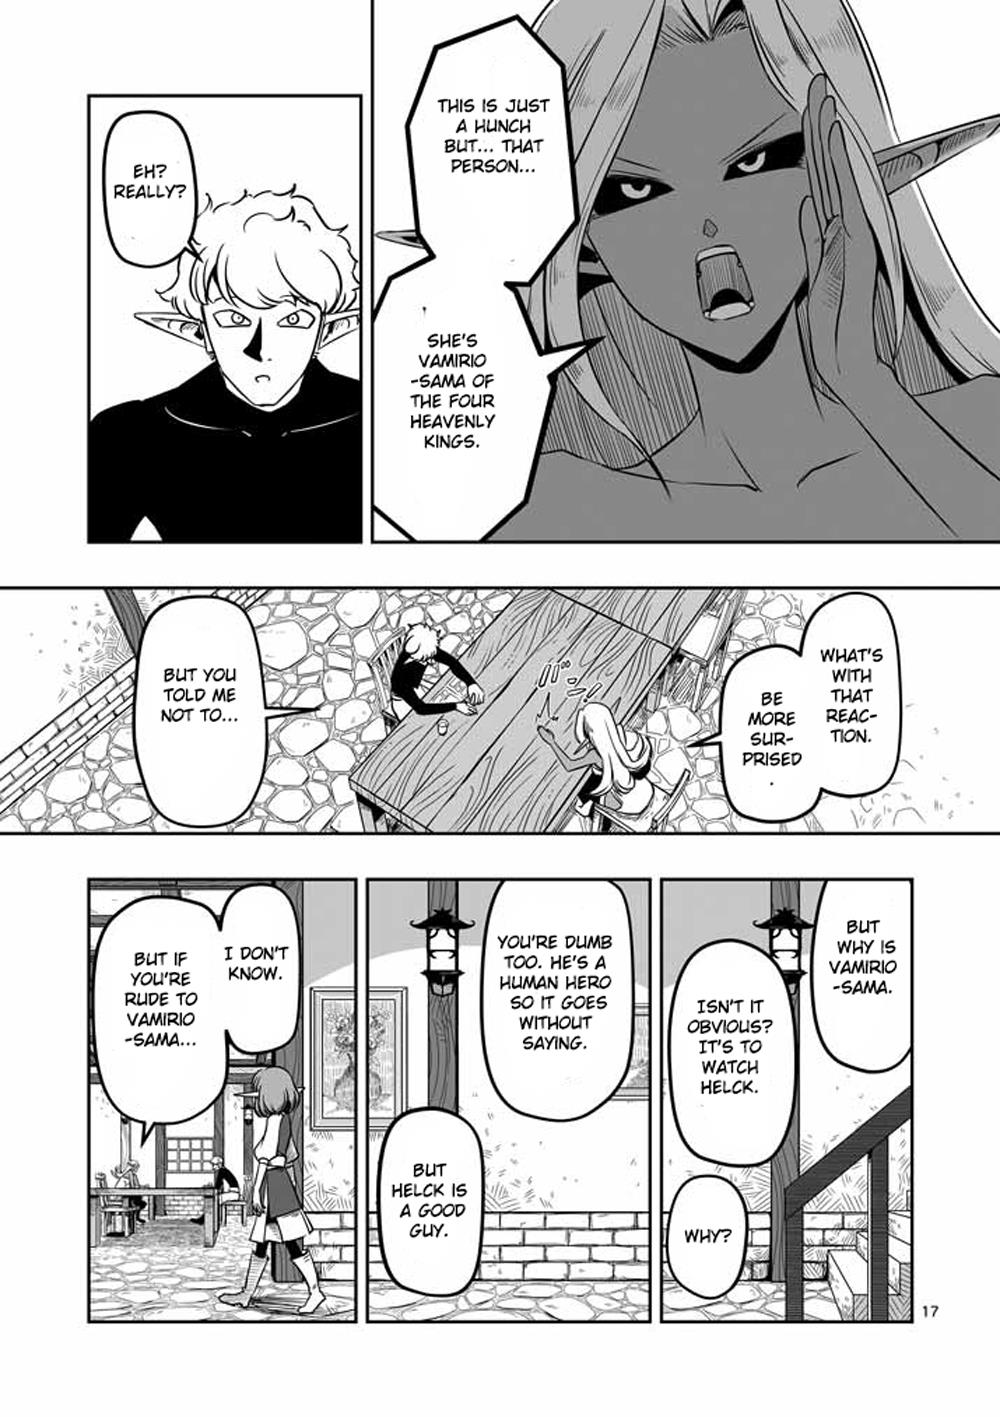 THIS IS JUST
A HUNCH
BUT... THAT
PERSON...
SHE'S
VAMIRIO
-SAMA OF
THE FOUR
HEAVENLY
KINGS.
EH?
REALLY?
WHAT'S
WITH
THAT
REAC-
TION.
BE
MORE
SUR-
PRISED
.
BUT YOU
TOLD ME
NOT TO...
BUT
WHY IS
VAMIRIO
-SAMA.
ISN'T IT
OBVIOUS?
IT'S TO
WATCH
HELCK.
WHY?
YOU'RE DUMB
TOO. HE'S A
HUMAN HERO
SO IT GOES
WITHOUT
SAYING.
BUT
HELCK IS
A GOOD
GUY.
I DON'T
KNOW.
BUT IF
YOU'RE
RUDE TO
VAMIRIO
-SAMA...
17